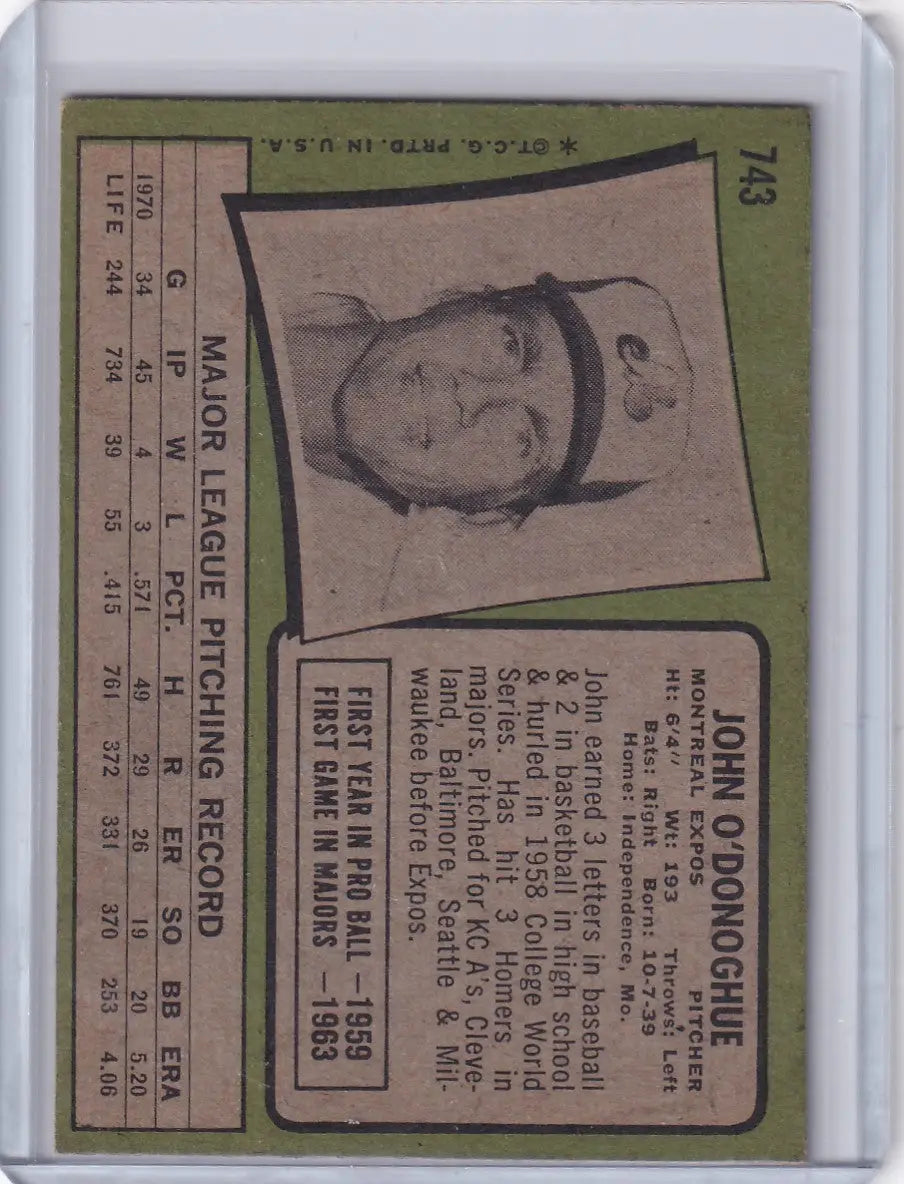 743
* ©T.C.G. PRTD. IN U.S.A.
eb
JOHN O'DONOGHUE
MONTREAL EXPOS PITCHER
Ht: 6'4" Wt: 193 Throws: Left
Bats: Right Born: 10-7-39
Home: Independence, Mo.
John earned 3 letters in baseball
& 2 in basketball in high school
& hurled in 1958 College World
Series. Has hit 3 Homers in
majors. Pitched for KC A's, Cleve-
land, Baltimore, Seattle & Mil-
waukee before Expos.
FIRST YEAR IN PRO BALL —1959
FIRST GAME IN MAJORS —1963
MAJOR LEAGUE PITCHING RECORD
G IP W L PCT. H R ER SO BB ERA
1970 34 45 4 3 .571 49 29 26 19 20 5.20
LIFE 244 734 39 55 .415 761 372 331 370 253 4.06